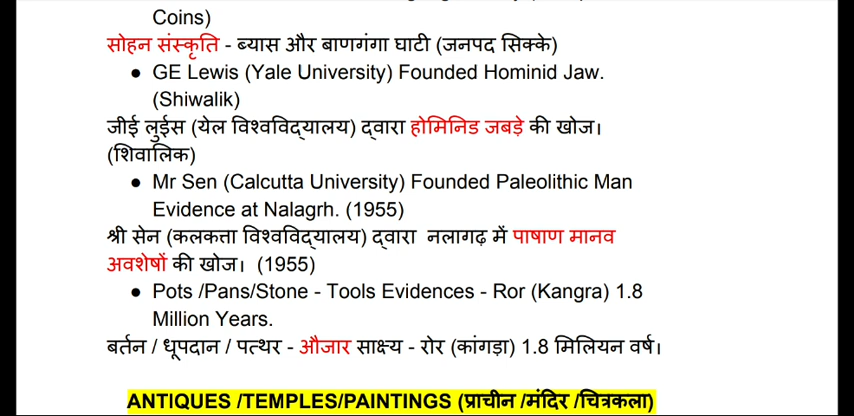 Coins)
सोहन संस्कृति - ब्यास और बाणगंगा घाटी (जनपद सिक्के)
● GE Lewis (Yale University) Founded Hominid Jaw.
(Shiwalik)
जीई लुईस (येल विश्वविद्यालय) द्वारा होमिनिड जबड़े की खोज।
(शिवालिक)
● Mr Sen (Calcutta University) Founded Paleolithic Man
Evidence at Nalagrh. (1955)
श्री सेन (कलकत्ता विश्वविद्यालय) द्वारा नलागढ़ में पाषाण मानव
अवशेषों की खोज। (1955)
● Pots /Pans/Stone - Tools Evidences - Ror (Kangra) 1.8
Million Years.
बर्तन / धूपदान / पत्थर - औजार साक्ष्य - रोर (कांगड़ा) 1.8 मिलियन वर्ष।
ANTIQUES /TEMPLES/PAINTINGS (प्राचीन /मंदिर /चित्रकला)